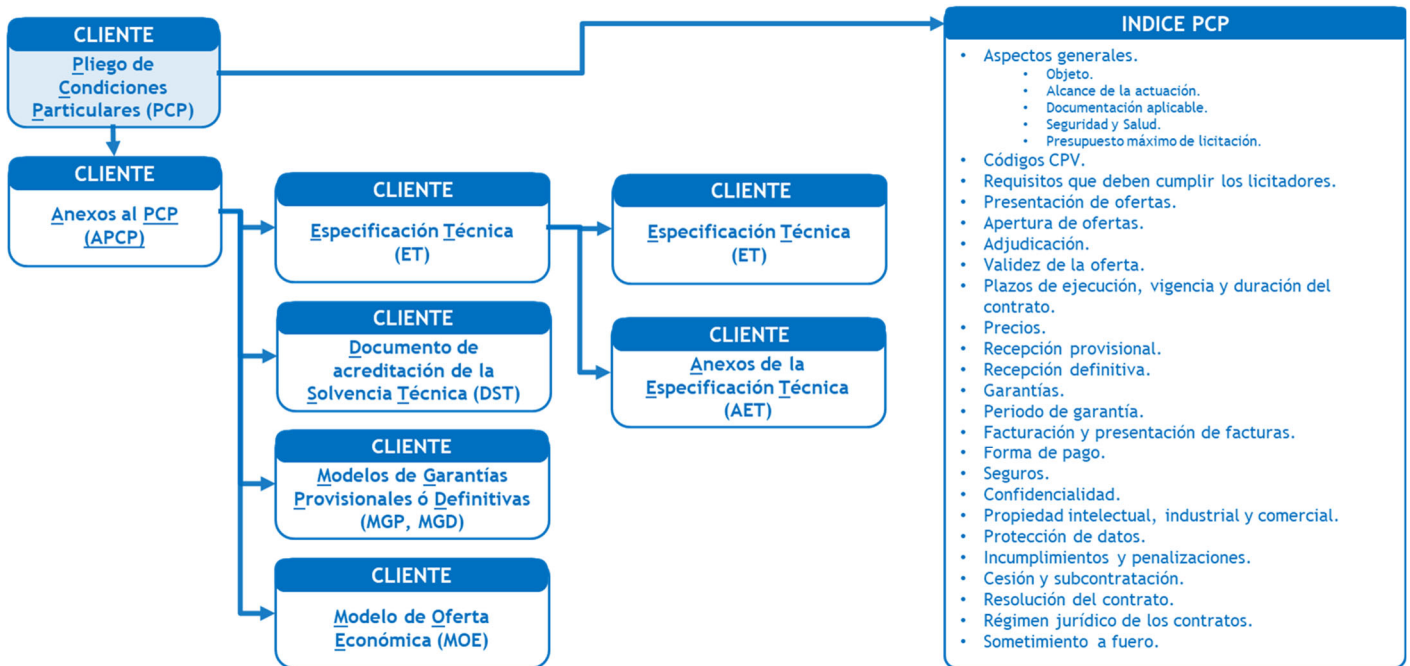 CLIENTE
Pliego de
Condiciones
Particulares (PCP)
CLIENTE
Anexos al PCP
(APCP)
CLIENTE
Especificación Técnica
(ET)
CLIENTE
Documento de
acreditación de la
Solvencia Técnica (DST)
CLIENTE
Modelos de Garantías
Provisionales ó Definitivas
(MGP, MGD)
CLIENTE
Modelo de Oferta
Económica (MOE)
CLIENTE
Especificación Técnica
(ET)
CLIENTE
Anexos de la
Especificación Técnica
(AET)
INDICE PCP
• Aspectos generales.
• Objeto.
• Alcance de la actuación.
• Documentación aplicable.
• Seguridad y Salud.
• Presupuesto máximo de licitación.
• Códigos CPV.
• Requisitos que deben cumplir los licitadores.
• Presentación de ofertas.
• Apertura de ofertas.
• Adjudicación.
• Validez de la oferta.
• Plazos de ejecución, vigencia y duración del
contrato.
• Precios.
• Recepción provisional.
• Recepción definitiva.
• Garantías.
• Periodo de garantía.
• Facturación y presentación de facturas.
• Forma de pago.
• Seguros.
• Confidencialidad.
• Propiedad intelectual, industrial y comercial.
• Protección de datos.
• Incumplimientos y penalizaciones.
• Cesión y subcontratación.
• Resolución del contrato.
• Régimen jurídico de los contratos.
• Sometimiento a fuero.